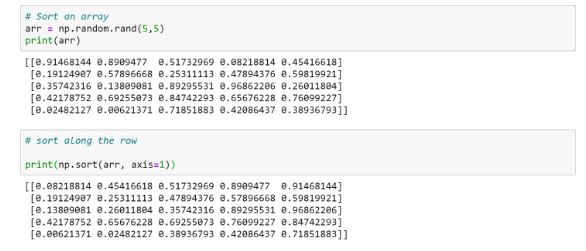 # Sort an array
arr = np.random.rand(5,5)
print(arr)
[[0.91468144 0.8909477  0.51732969 0.08218814 0.45416618]
 [0.19124907 0.57896668 0.25311113 0.47894376 0.59819921]
 [0.35742316 0.13809081 0.89295531 0.96862206 0.26011804]
 [0.42178752 0.69255073 0.84742293 0.65676228 0.76099227]
 [0.02482127 0.00621371 0.71851883 0.42086437 0.38936793]]
# sort along the row
print(np.sort(arr, axis=1))
[[0.08218814 0.45416618 0.51732969 0.8909477  0.91468144]
 [0.19124907 0.25311113 0.47894376 0.57896668 0.59819921]
 [0.13809081 0.26011804 0.35742316 0.89295531 0.96862206]
 [0.42178752 0.65676228 0.69255073 0.76099227 0.84742293]
 [0.00621371 0.02482127 0.38936793 0.42086437 0.71851883]]